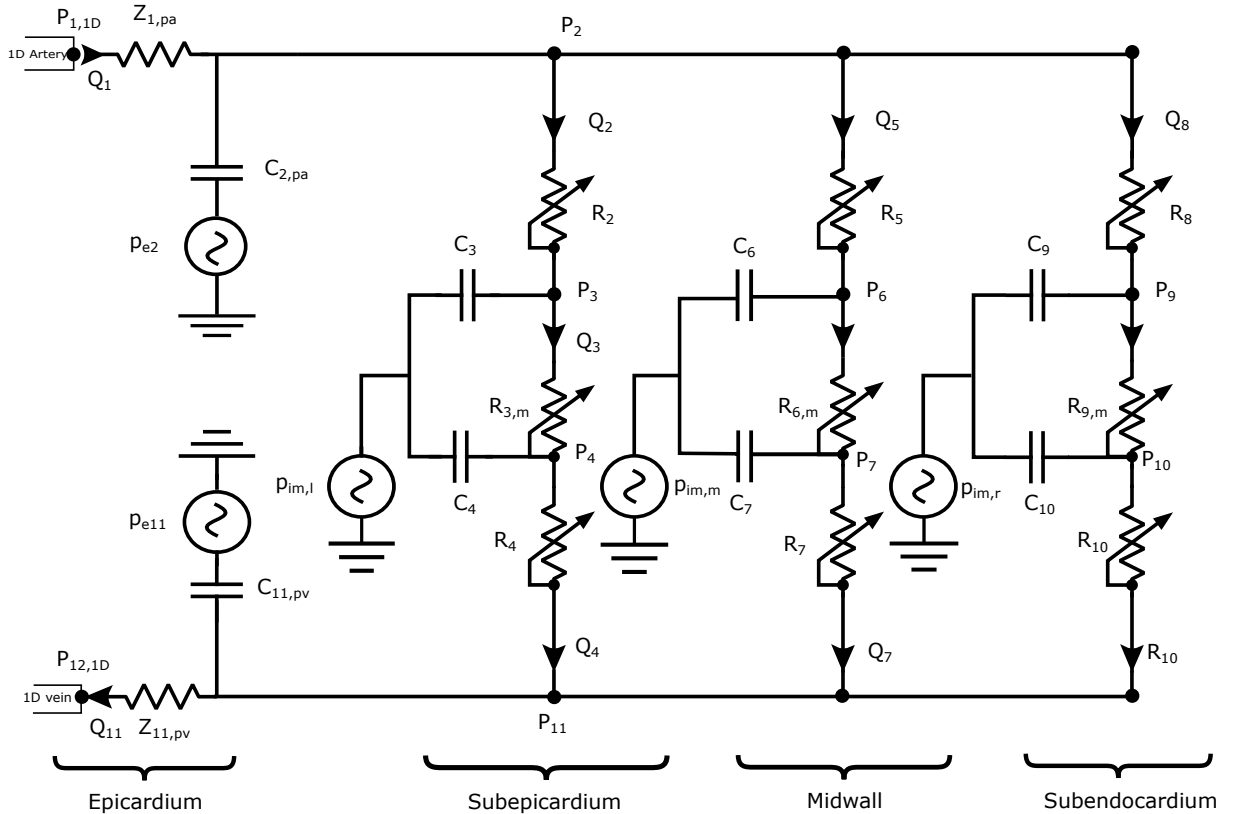 P1,1D
Z1,pa
P2
1D Artery
Q1
Q2
Q5
Q8
C2,pa
R2
R5
R8
pe2
C3
C6
C9
P3
P6
P9
Q3
R3,m
R6,m
R9,m
P4
P7
P10
pim,l
pim,m
pim,r
C4
C7
C10
pe11
R4
R7
R10
C11,pv
Q4
Q7
R10
P12,1D
1D vein
Q11
Z11,pv
P11
Epicardium
Subepicardium
Midwall
Subendocardium